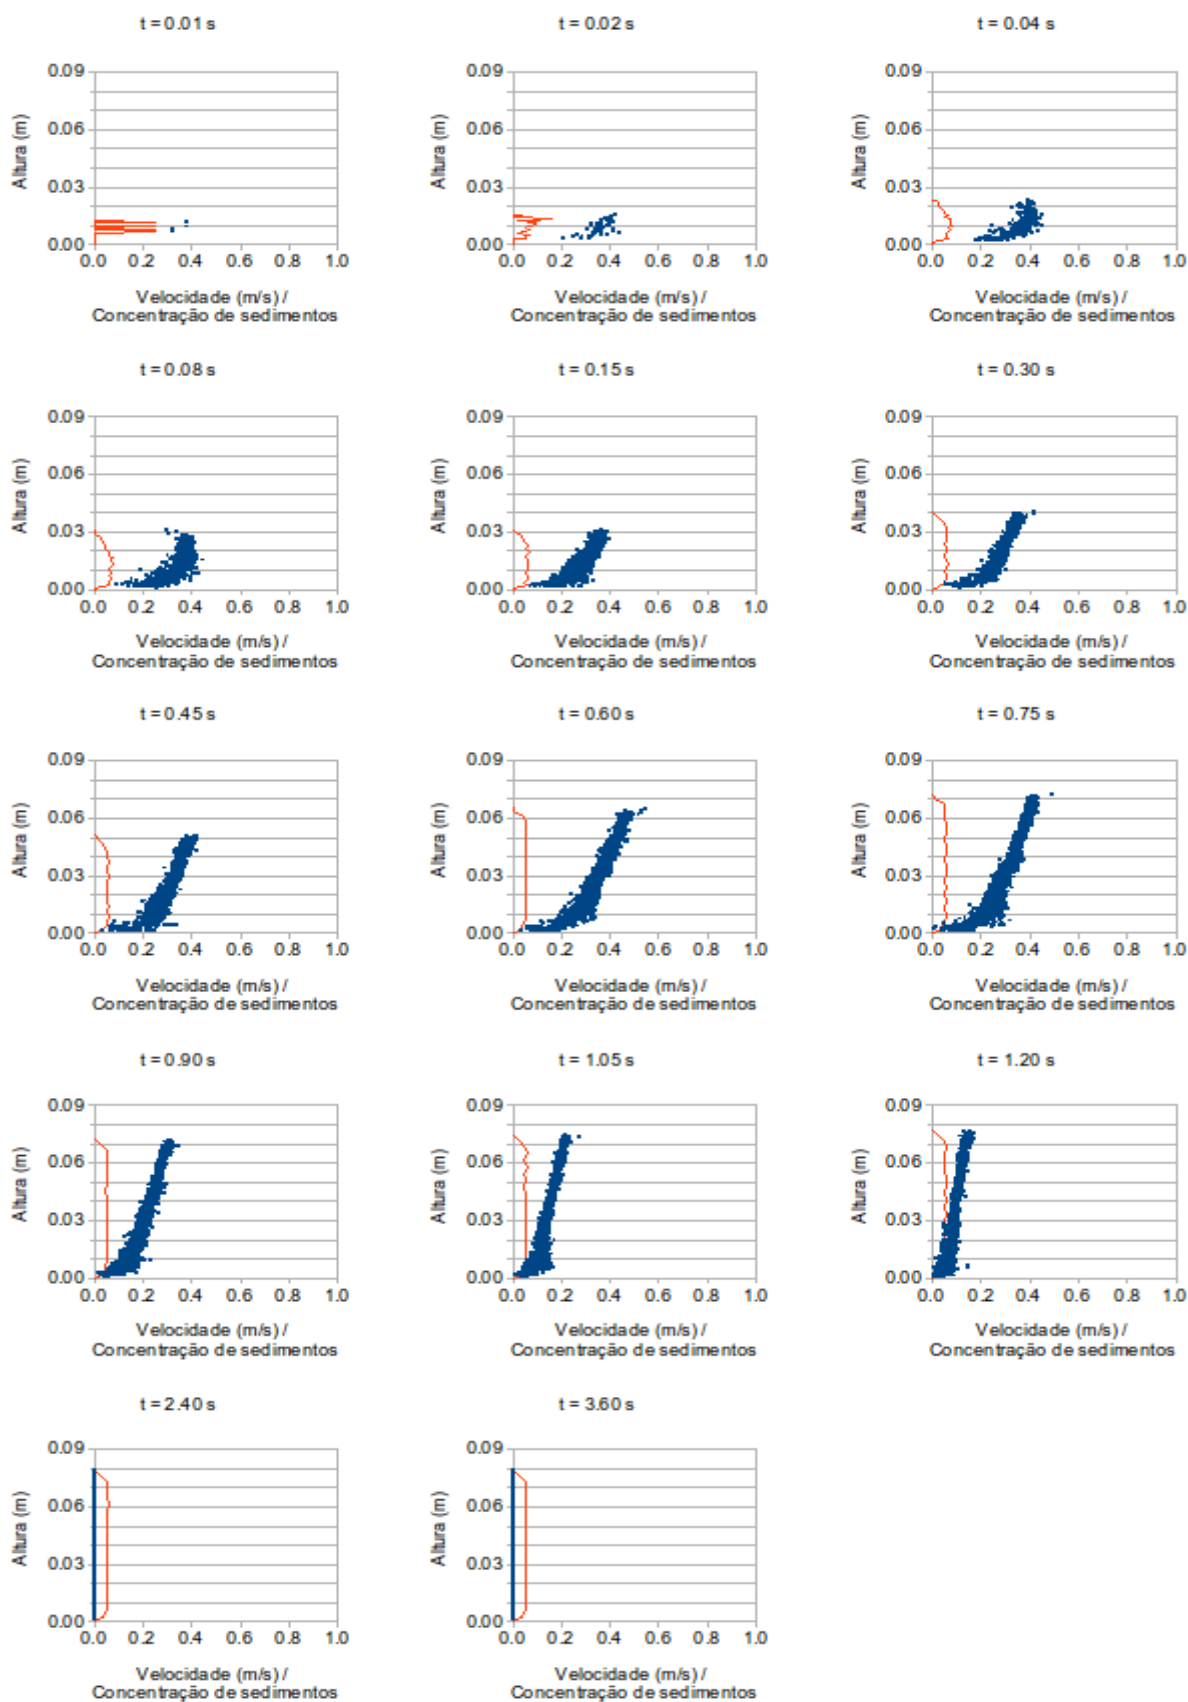 t = 0.01 s
t = 0.02 s
t = 0.04 s
0.09
0.06
0.03
0.00
Altura (m)
0.0 0.2 0.4 0.6 0.8 1.0
Velocidade (m/s) /
Concentração de sedimentos
0.09
0.06
0.03
0.00
Altura (m)
0.0 0.2 0.4 0.6 0.8 1.0
Velocidade (m/s) /
Concentração de sedimentos
0.09
0.06
0.03
0.00
Altura (m)
0.0 0.2 0.4 0.6 0.8 1.0
Velocidade (m/s) /
Concentração de sedimentos
t = 0.08 s
t = 0.15 s
t = 0.30 s
0.09
0.06
0.03
0.00
Altura (m)
0.0 0.2 0.4 0.6 0.8 1.0
Velocidade (m/s) /
Concentração de sedimentos
0.09
0.06
0.03
0.00
Altura (m)
0.0 0.2 0.4 0.6 0.8 1.0
Velocidade (m/s) /
Concentração de sedimentos
0.09
0.06
0.03
0.00
Altura (m)
0.0 0.2 0.4 0.6 0.8 1.0
Velocidade (m/s) /
Concentração de sedimentos
t = 0.45 s
t = 0.60 s
t = 0.75 s
0.09
0.06
0.03
0.00
Altura (m)
0.0 0.2 0.4 0.6 0.8 1.0
Velocidade (m/s) /
Concentração de sedimentos
0.09
0.06
0.03
0.00
Altura (m)
0.0 0.2 0.4 0.6 0.8 1.0
Velocidade (m/s) /
Concentração de sedimentos
0.09
0.06
0.03
0.00
Altura (m)
0.0 0.2 0.4 0.6 0.8 1.0
Velocidade (m/s) /
Concentração de sedimentos
t = 0.90 s
t = 1.05 s
t = 1.20 s
0.09
0.06
0.03
0.00
Altura (m)
0.0 0.2 0.4 0.6 0.8 1.0
Velocidade (m/s) /
Concentração de sedimentos
0.09
0.06
0.03
0.00
Altura (m)
0.0 0.2 0.4 0.6 0.8 1.0
Velocidade (m/s) /
Concentração de sedimentos
0.09
0.06
0.03
0.00
Altura (m)
0.0 0.2 0.4 0.6 0.8 1.0
Velocidade (m/s) /
Concentração de sedimentos
t = 2.40 s
t = 3.60 s
0.09
0.06
0.03
0.00
Altura (m)
0.0 0.2 0.4 0.6 0.8 1.0
Velocidade (m/s) /
Concentração de sedimentos
0.09
0.06
0.03
0.00
Altura (m)
0.0 0.2 0.4 0.6 0.8 1.0
Velocidade (m/s) /
Concentração de sedimentos